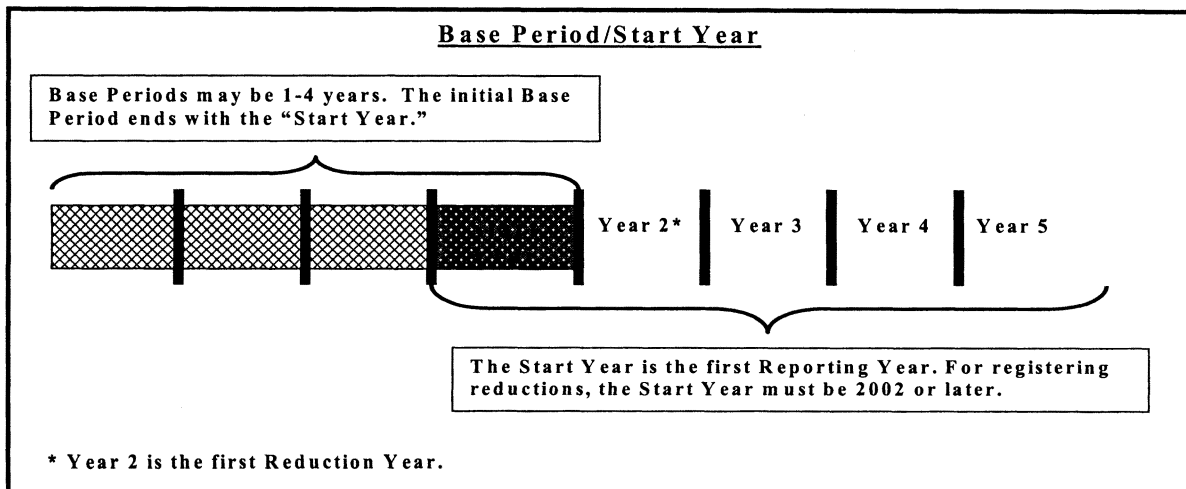 Base Period/Start Year
Base Periods may be 1-4 years. The initial Base
Period ends with the “Start Year.”
Year 2*
Year 3
Year 4
Year 5
The Start Year is the first Reporting Year. For registering
reductions, the Start Year must be 2002 or later.
* Year 2 is the first Reduction Year.